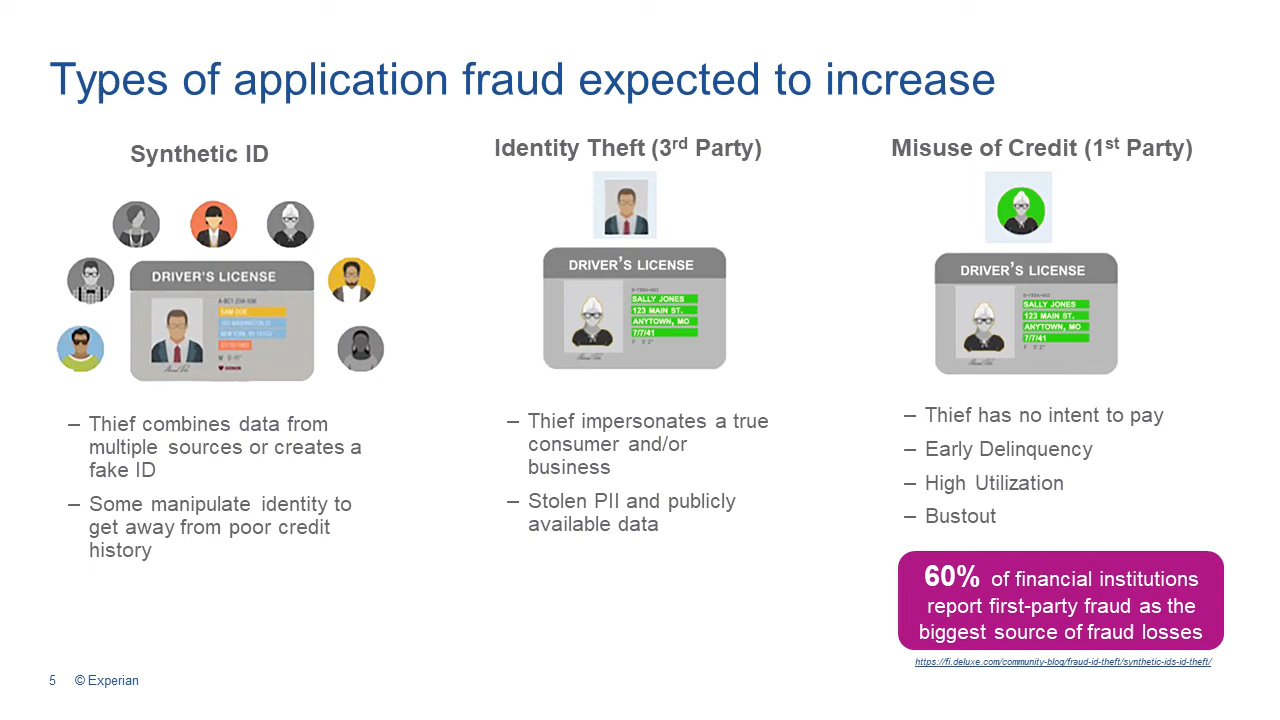 Types of application fraud expected to increase
Synthetic ID
DRIVER'S LICENSE
SAM DOE
DONOR
– Thief combines data from
multiple sources or creates a
fake ID
– Some manipulate identity to
get away from poor credit
history
Identity Theft (3rd Party)
DRIVER'S LICENSE
SALLY JONES
123 MAIN ST.
ANYTOWN, MO
7/7/41
– Thief impersonates a true
consumer and/or
business
– Stolen PII and publicly
available data
Misuse of Credit (1st Party)
DRIVER'S LICENSE
SALLY JONES
123 MAIN ST.
ANYTOWN, MO
7/7/41
– Thief has no intent to pay
– Early Delinquency
– High Utilization
– Bustout
60% of financial institutions
report first-party fraud as the
biggest source of fraud losses
https://fi.deluxe.com/community-blog/fraud-id-theft/synthetic-ids-id-theft/
5 © Experian